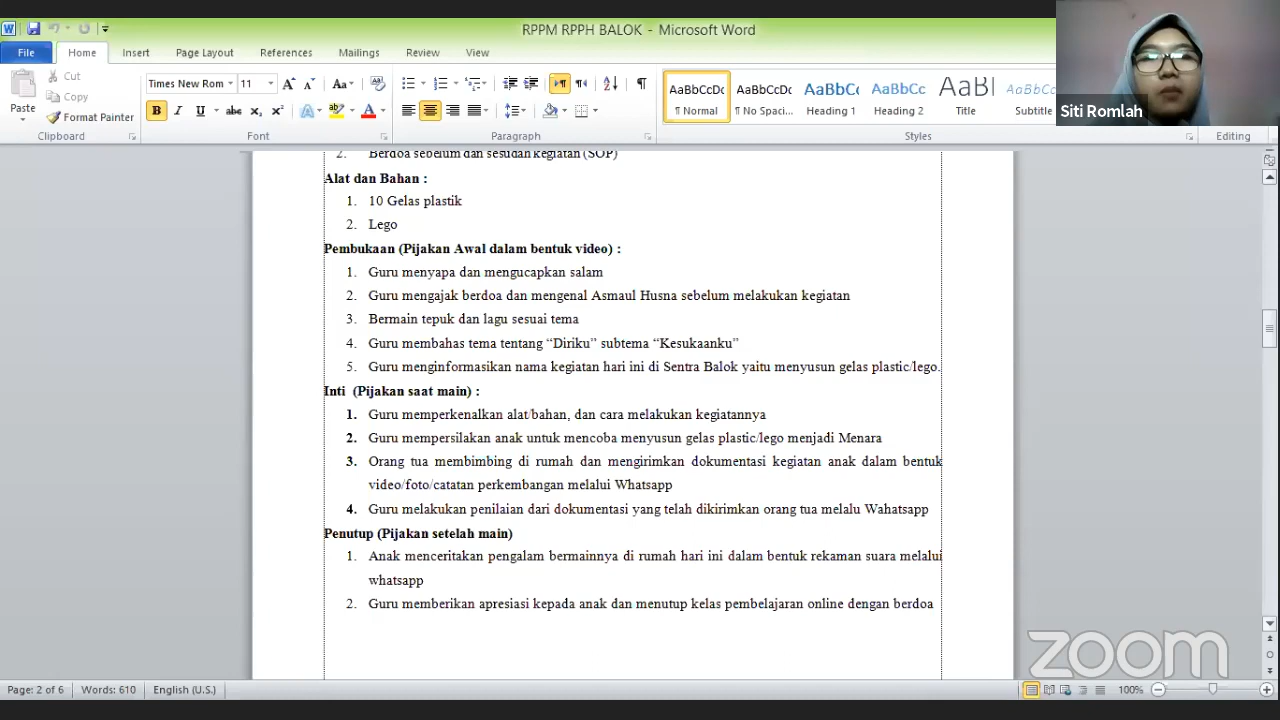 RPPM RPPH BALOK - Microsoft Word
File Home Insert Page Layout References Mailings Review View
Paste
Cut
Copy
Format Painter
Clipboard
Times New Rom 11
Font
Paragraph
AaBbCcDc AaBbCcDc AaBbCc AaBbCc AaBl AaBbCc
¶ Normal ¶ No Spaci... Heading 1 Heading 2 Title Subtitle
Styles
Editing
Siti Romlah
2. Berdoa sebelum dan sesudah kegiatan (SOP)
Alat dan Bahan :
1. 10 Gelas plastik
2. Lego
Pembukaan (Pijakan Awal dalam bentuk video) :
1. Guru menyapa dan mengucapkan salam
2. Guru mengajak berdoa dan mengenal Asmaul Husna sebelum melakukan kegiatan
3. Bermain tepuk dan lagu sesuai tema
4. Guru membahas tema tentang “Diriku” subtema “Kesukaanku”
5. Guru menginformasikan nama kegiatan hari ini di Sentra Balok yaitu menyusun gelas plastic/lego.
Inti (Pijakan saat main) :
1. Guru memperkenalkan alat/bahan, dan cara melakukan kegiatannya
2. Guru mempersilakan anak untuk mencoba menyusun gelas plastic/lego menjadi Menara
3. Orang tua membimbing di rumah dan mengirimkan dokumentasi kegiatan anak dalam bentuk
video/foto/catatan perkembangan melalui Whatsapp
4. Guru melakukan penilaian dari dokumentasi yang telah dikirimkan orang tua melalu Wahatsapp
Penutup (Pijakan setelah main)
1. Anak menceritakan pengalam bermainnya di rumah hari ini dalam bentuk rekaman suara melalui
whatsapp
2. Guru memberikan apresiasi kepada anak dan menutup kelas pembelajaran online dengan berdoa
zoom
Page: 2 of 6 Words: 610 English (U.S.) 100%